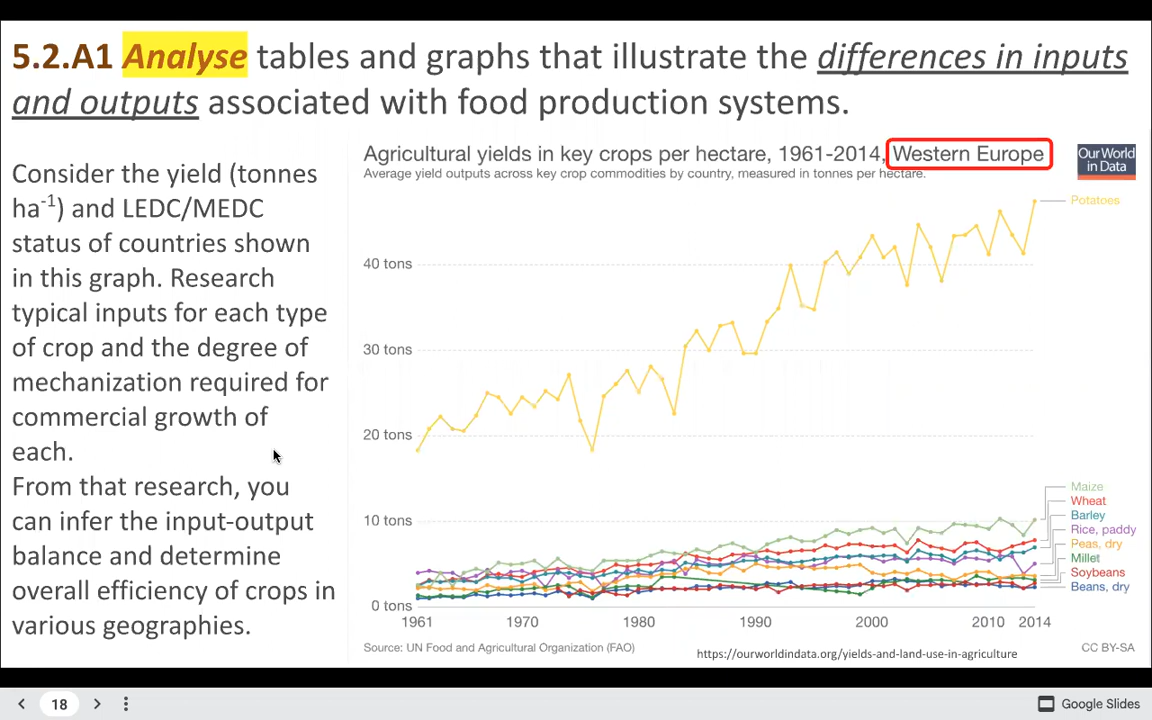 5.2.A1 Analyse tables and graphs that illustrate the differences in inputs
and outputs associated with food production systems.
Consider the yield (tonnes
ha-1) and LEDC/MEDC
status of countries shown
in this graph. Research
typical inputs for each type
of crop and the degree of
mechanization required for
commercial growth of
each.
From that research, you
can infer the input-output
balance and determine
overall efficiency of crops in
various geographies.
Agricultural yields in key crops per hectare, 1961-2014, Western Europe
Average yield outputs across key crop commodities by country, measured in tonnes per hectare.
Our World
in Data
Potatoes
40 tons
30 tons
20 tons
10 tons
0 tons
Maize
Wheat
Barley
Rice, paddy
Peas, dry
Millet
Soybeans
Beans, dry
1961 1970 1980 1990 2000 2010 2014
Source: UN Food and Agricultural Organization (FAO)
https://ourworldindata.org/yields-and-land-use-in-agriculture
CC BY-SA
18
Google Slides